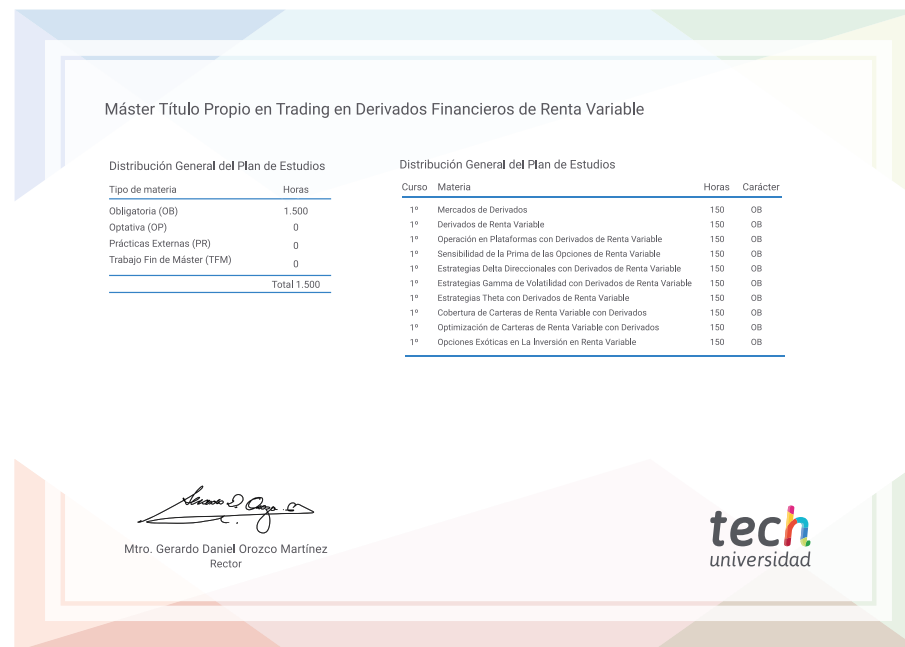 Máster Título Propio en Trading en Derivados Financieros de Renta Variable
Distribución General del Plan de Estudios
Tipo de materia Horas
Obligatoria (OB) 1.500
Optativa (OP) 0
Prácticas Externas (PR) 0
Trabajo Fin de Máster (TFM) 0
Total 1.500
Distribución General del Plan de Estudios
Curso Materia Horas Carácter
1º Mercados de Derivados 150 OB
1º Derivados de Renta Variable 150 OB
1º Operación en Plataformas con Derivados de Renta Variable 150 OB
1º Sensibilidad de la Prima de las Opciones de Renta Variable 150 OB
1º Estrategias Delta Direccionales con Derivados de Renta Variable 150 OB
1º Estrategias Gamma de Volatilidad con Derivados de Renta Variable 150 OB
1º Estrategias Theta con Derivados de Renta Variable 150 OB
1º Cobertura de Carteras de Renta Variable con Derivados 150 OB
1º Optimización de Carteras de Renta Variable con Derivados 150 OB
1º Opciones Exóticas en La Inversión en Renta Variable 150 OB
Mtro. Gerardo Daniel Orozco Martínez
Rector
tech
universidad